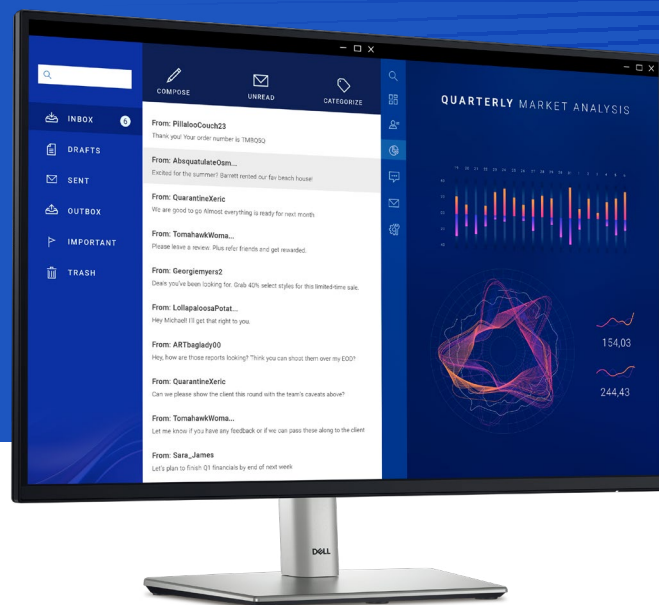 COMPOSE
UNREAD
CATEGORIZE
INBOX 6
DRAFTS
SENT
OUTBOX
IMPORTANT
TRASH
From: PillalooCouch23
Thank you! Your order number is TM8Q5Q
From: AbsquatulateOsm...
Excited for the summer? Barrett rented our fav beach house!
From: QuarantineXeric
We are good to go Almost everything is ready for next month
From: TomahawkWoma...
Please leave a review. Plus refer friends and get rewarded.
From: Georgiemyers2
Deals you've been looking for. Grab 40% select styles for this limited-time sale.
From: LollapaloosaPotat...
Hey Michael! I'll get that right to you.
From: ARTbaglady00
Hey, how are those reports looking? Think you can shout them over my EOD?
From: QuarantineXeric
Can we please show the client this round with the team's caveats above?
From: TomahawkWoma...
Let me know if you have any feedback or if we can pass these along to the client
From: Sara_James
Let's plan to finish Q1 financials by end of next week
QUARTERLY MARKET ANALYSIS
154,03
244,43
DELL